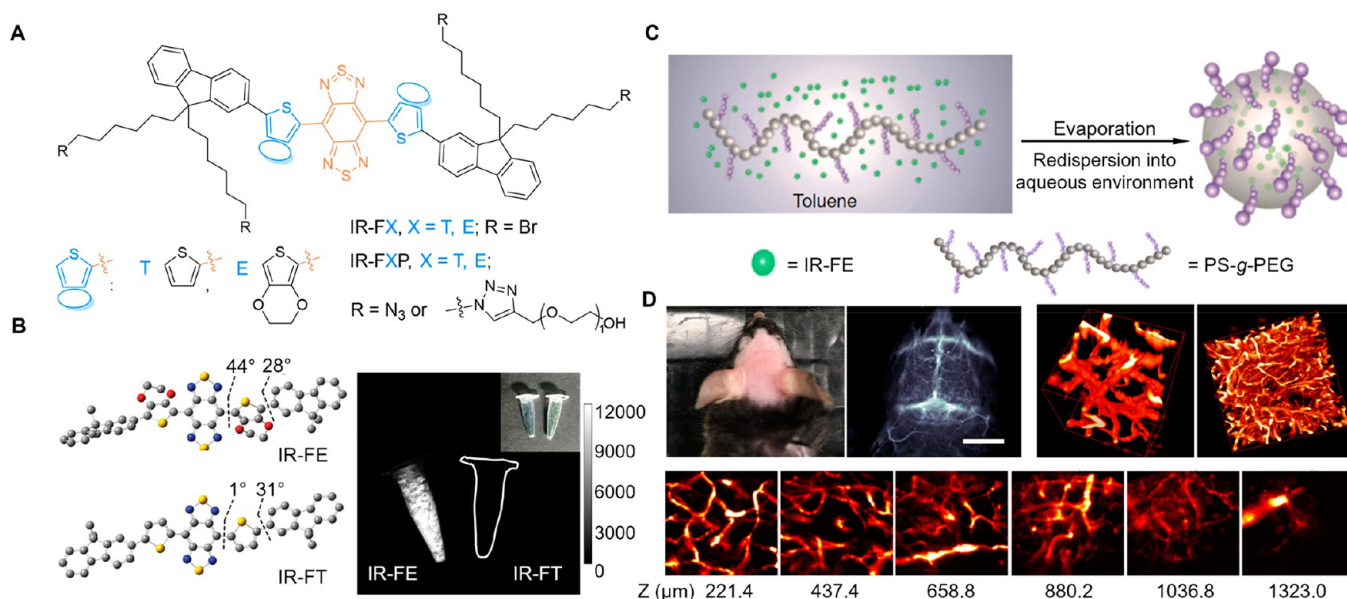 A
R
R
R
R
S
N N
S
S
N N
S
IR-FX, X = T, E; R = Br
IR-FXP, X = T, E;
R = N3 or
N N
N
O
OH
S
:
T
S
,
E
S
O O
B
44° 28°
IR-FE
1° 31°
IR-FT
IR-FE IR-FT
12000
9000
6000
3000
0
C
Toluene
Evaporation
Redispersion into
aqueous environment
= IR-FE
= PS-g-PEG
D
Z (μm) 221.4 437.4 658.8 880.2 1036.8 1323.0